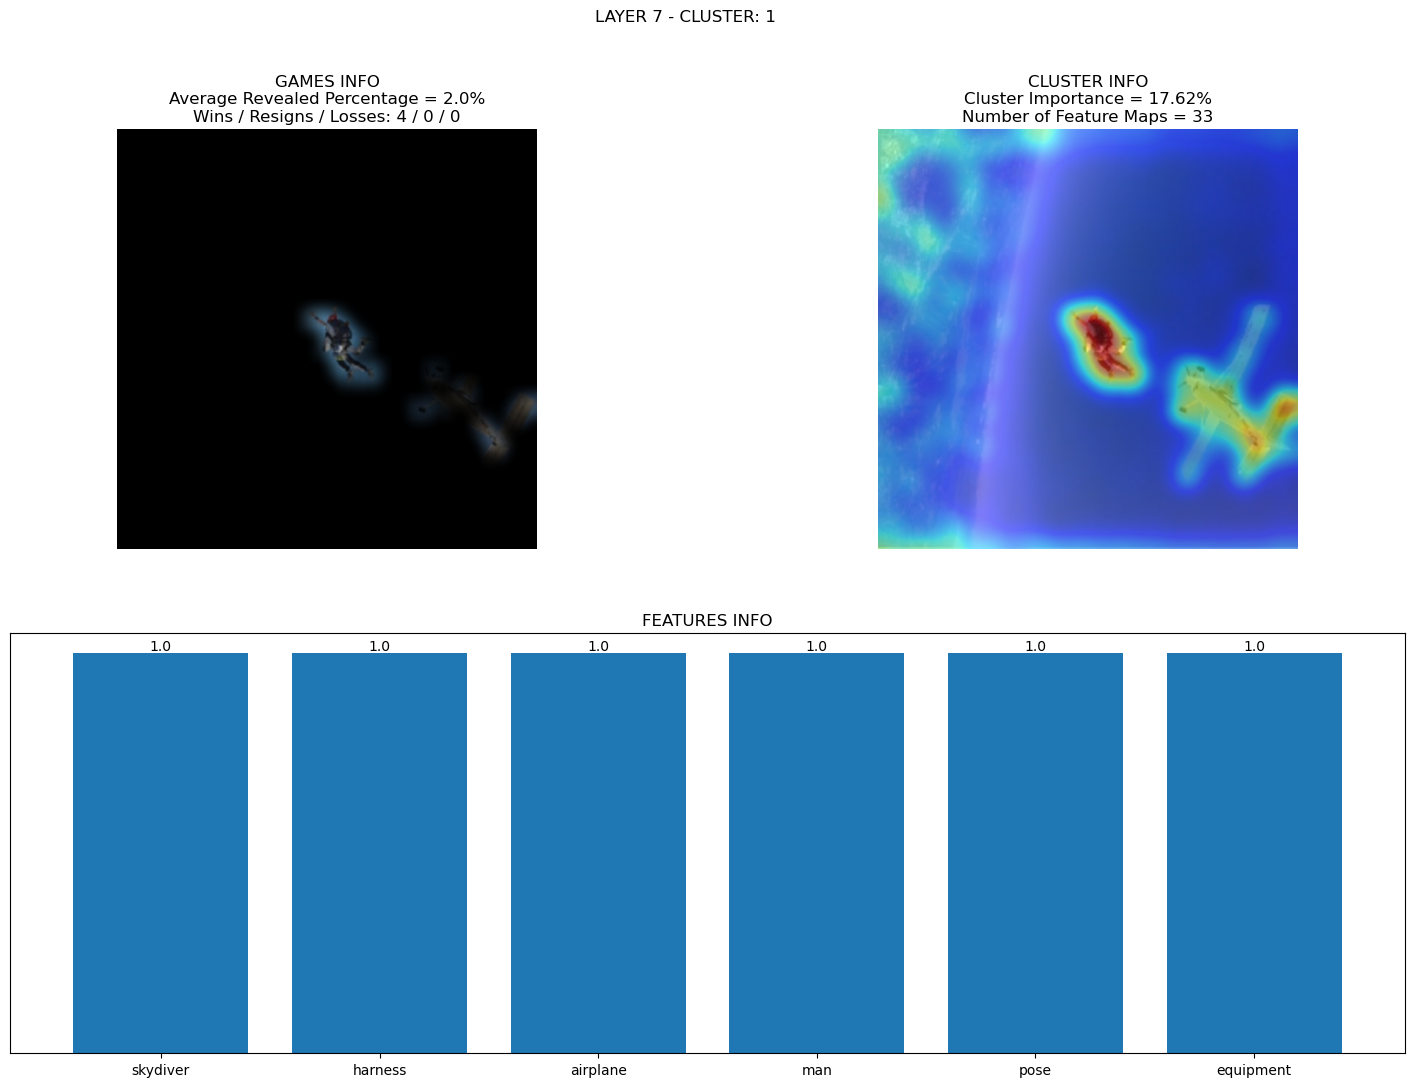 LAYER 7 - CLUSTER: 1
GAMES INFO
Average Revealed Percentage = 2.0%
Wins / Resigns / Losses: 4 / 0 / 0
CLUSTER INFO
Cluster Importance = 17.62%
Number of Feature Maps = 33
FEATURES INFO
1.0 1.0 1.0 1.0 1.0 1.0
skydiver harness airplane man pose equipment